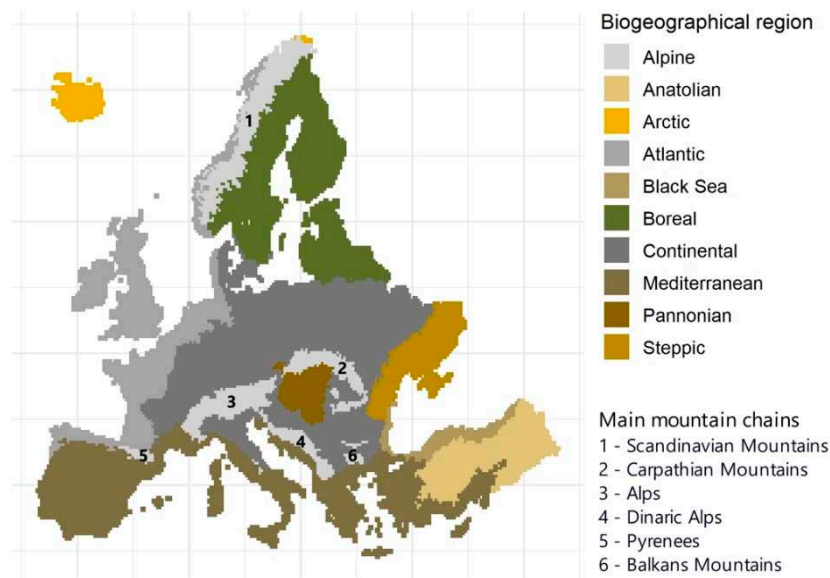 Biogeographical region
Alpine
Anatolian
Arctic
Atlantic
Black Sea
Boreal
Continental
Mediterranean
Pannonian
Steppic
Main mountain chains
1 - Scandinavian Mountains
2 - Carpathian Mountains
3 - Alps
4 - Dinaric Alps
5 - Pyrenees
6 - Balkans Mountains
1
2
3
4
5
6